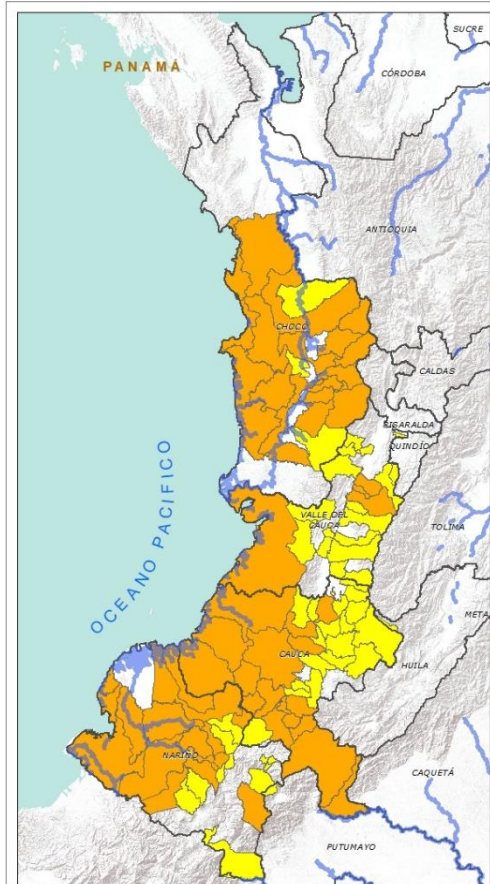 SUCRE
PANAMÁ
CÓRDOBA
ANTIOQUIA
CHOCÓ
CALDAS
RISARALDA
QUINDÍO
VALLE DEL
CAUCA
TOLIMA
OCEANO PACIFICO
META
CAUCA
HUILA
NARIÑO
CAQUETÁ
PUTUMAYO